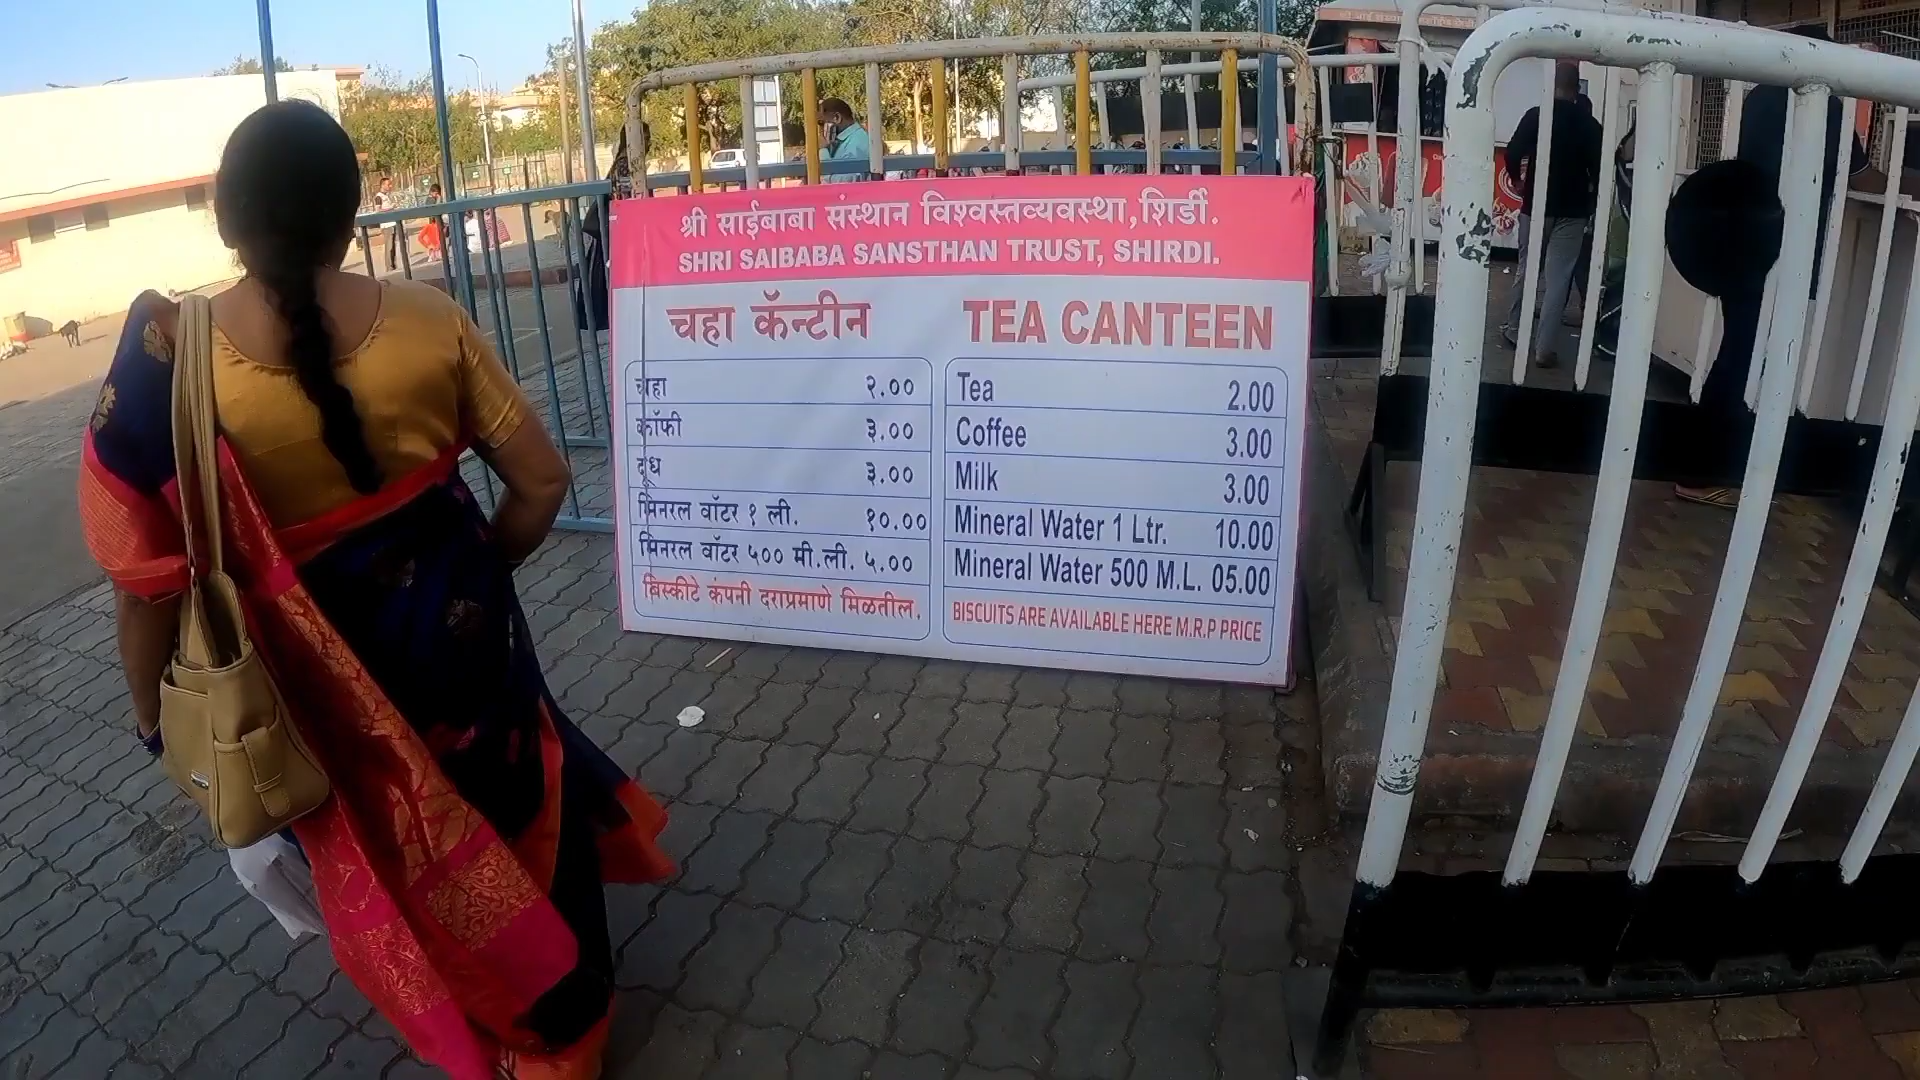 श्री साईबाबा संस्थान विश्वस्तव्यवस्था, शिर्डी.
SHRI SAIBABA SANSTHAN TRUST, SHIRDI.
चहा कॅन्टीन
चहा २.००
कॉफी ३.००
दूध ३.००
मिनरल वॉटर १ ली. १०.००
मिनरल वॉटर ५०० मी.ली. ५.००
बिस्कीटे कंपनी दराप्रमाणे मिळतील.
TEA CANTEEN
Tea 2.00
Coffee 3.00
Milk 3.00
Mineral Water 1 Ltr. 10.00
Mineral Water 500 M.L. 05.00
BISCUITS ARE AVAILABLE HERE M.R.P PRICE